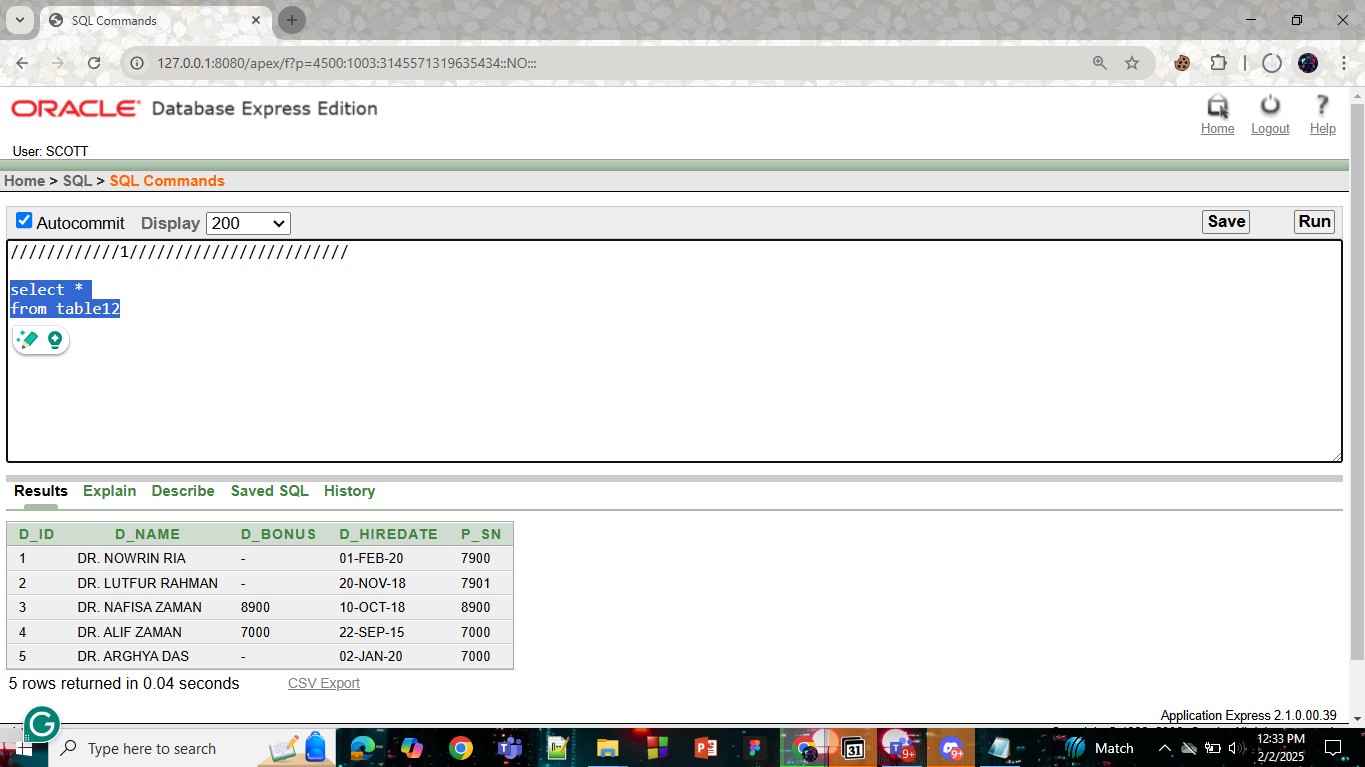 SQL Commands
127.0.0.1:8080/apex/f?p=4500:1003:3145571319635434::NO:::
ORACLE Database Express Edition
Home Logout Help
User: SCOTT
Home > SQL > SQL Commands
Autocommit Display 200 Save Run
////////////1////////////////////////
select *
from table12
Results Explain Describe Saved SQL History
D_ID D_NAME D_BONUS D_HIREDATE P_SN
1 DR. NOWRIN RIA - 01-FEB-20 7900
2 DR. LUTFUR RAHMAN - 20-NOV-18 7901
3 DR. NAFISA ZAMAN 8900 10-OCT-18 8900
4 DR. ALIF ZAMAN 7000 22-SEP-15 7000
5 DR. ARGHYA DAS - 02-JAN-20 7000
5 rows returned in 0.04 seconds CSV Export
Application Express 2.1.0.00.39
G
Type here to search
31
9+
9+
Match
12:33 PM
2/2/2025